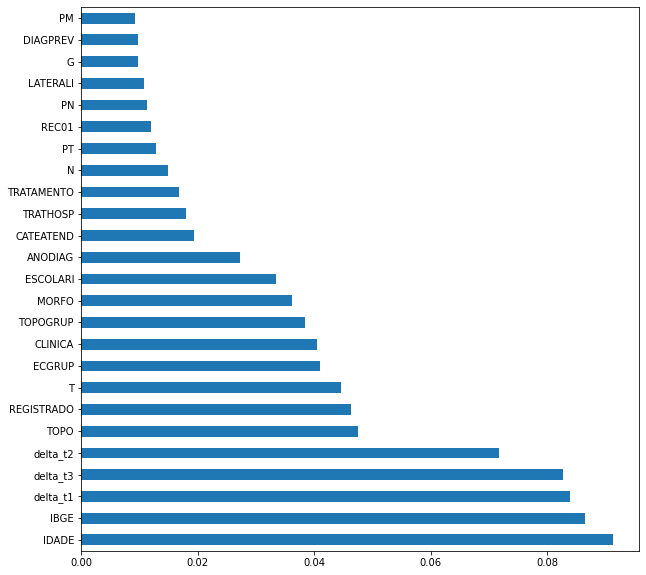 PM
DIAGPREV
G
LATERALI
PN
REC01
PT
N
TRATAMENTO
TRATHOSP
CATEATEND
ANODIAG
ESCOLARI
MORFO
TOPOGRUP
CLINICA
ECGRUP
T
REGISTRADO
TOPO
delta_t2
delta_t3
delta_t1
IBGE
IDADE
0.00 0.02 0.04 0.06 0.08